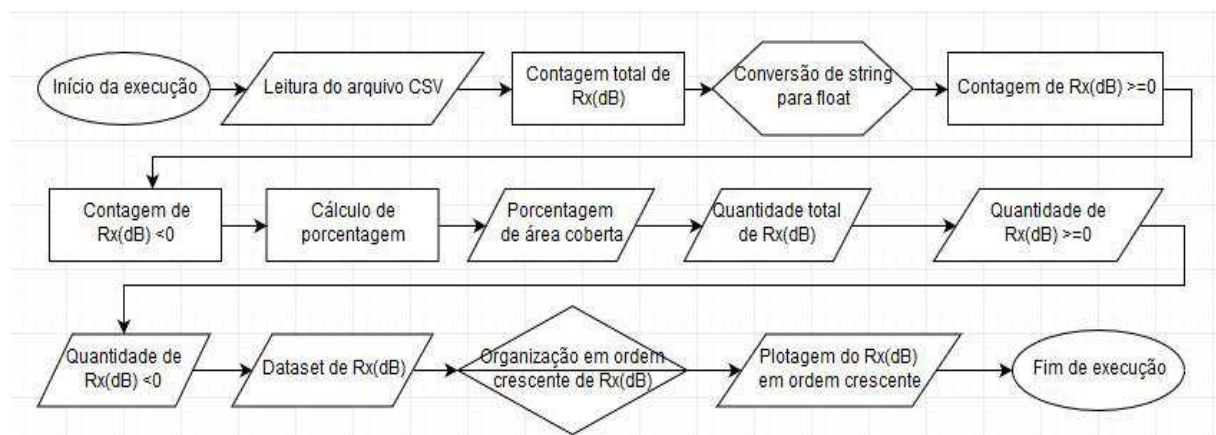 Início da execução
Leitura do arquivo CSV
Contagem total de
Rx(dB)
Conversão de string
para float
Contagem de Rx(dB) >=0
Contagem de
Rx(dB) <0
Cálculo de
porcentagem
Porcentagem
de área coberta
Quantidade total
de Rx(dB)
Quantidade de
Rx(dB) >=0
Quantidade de
Rx(dB) <0
Dataset de Rx(dB)
Organização em ordem
crescente de Rx(dB)
Plotagem do Rx(dB)
em ordem crescente
Fim de execução